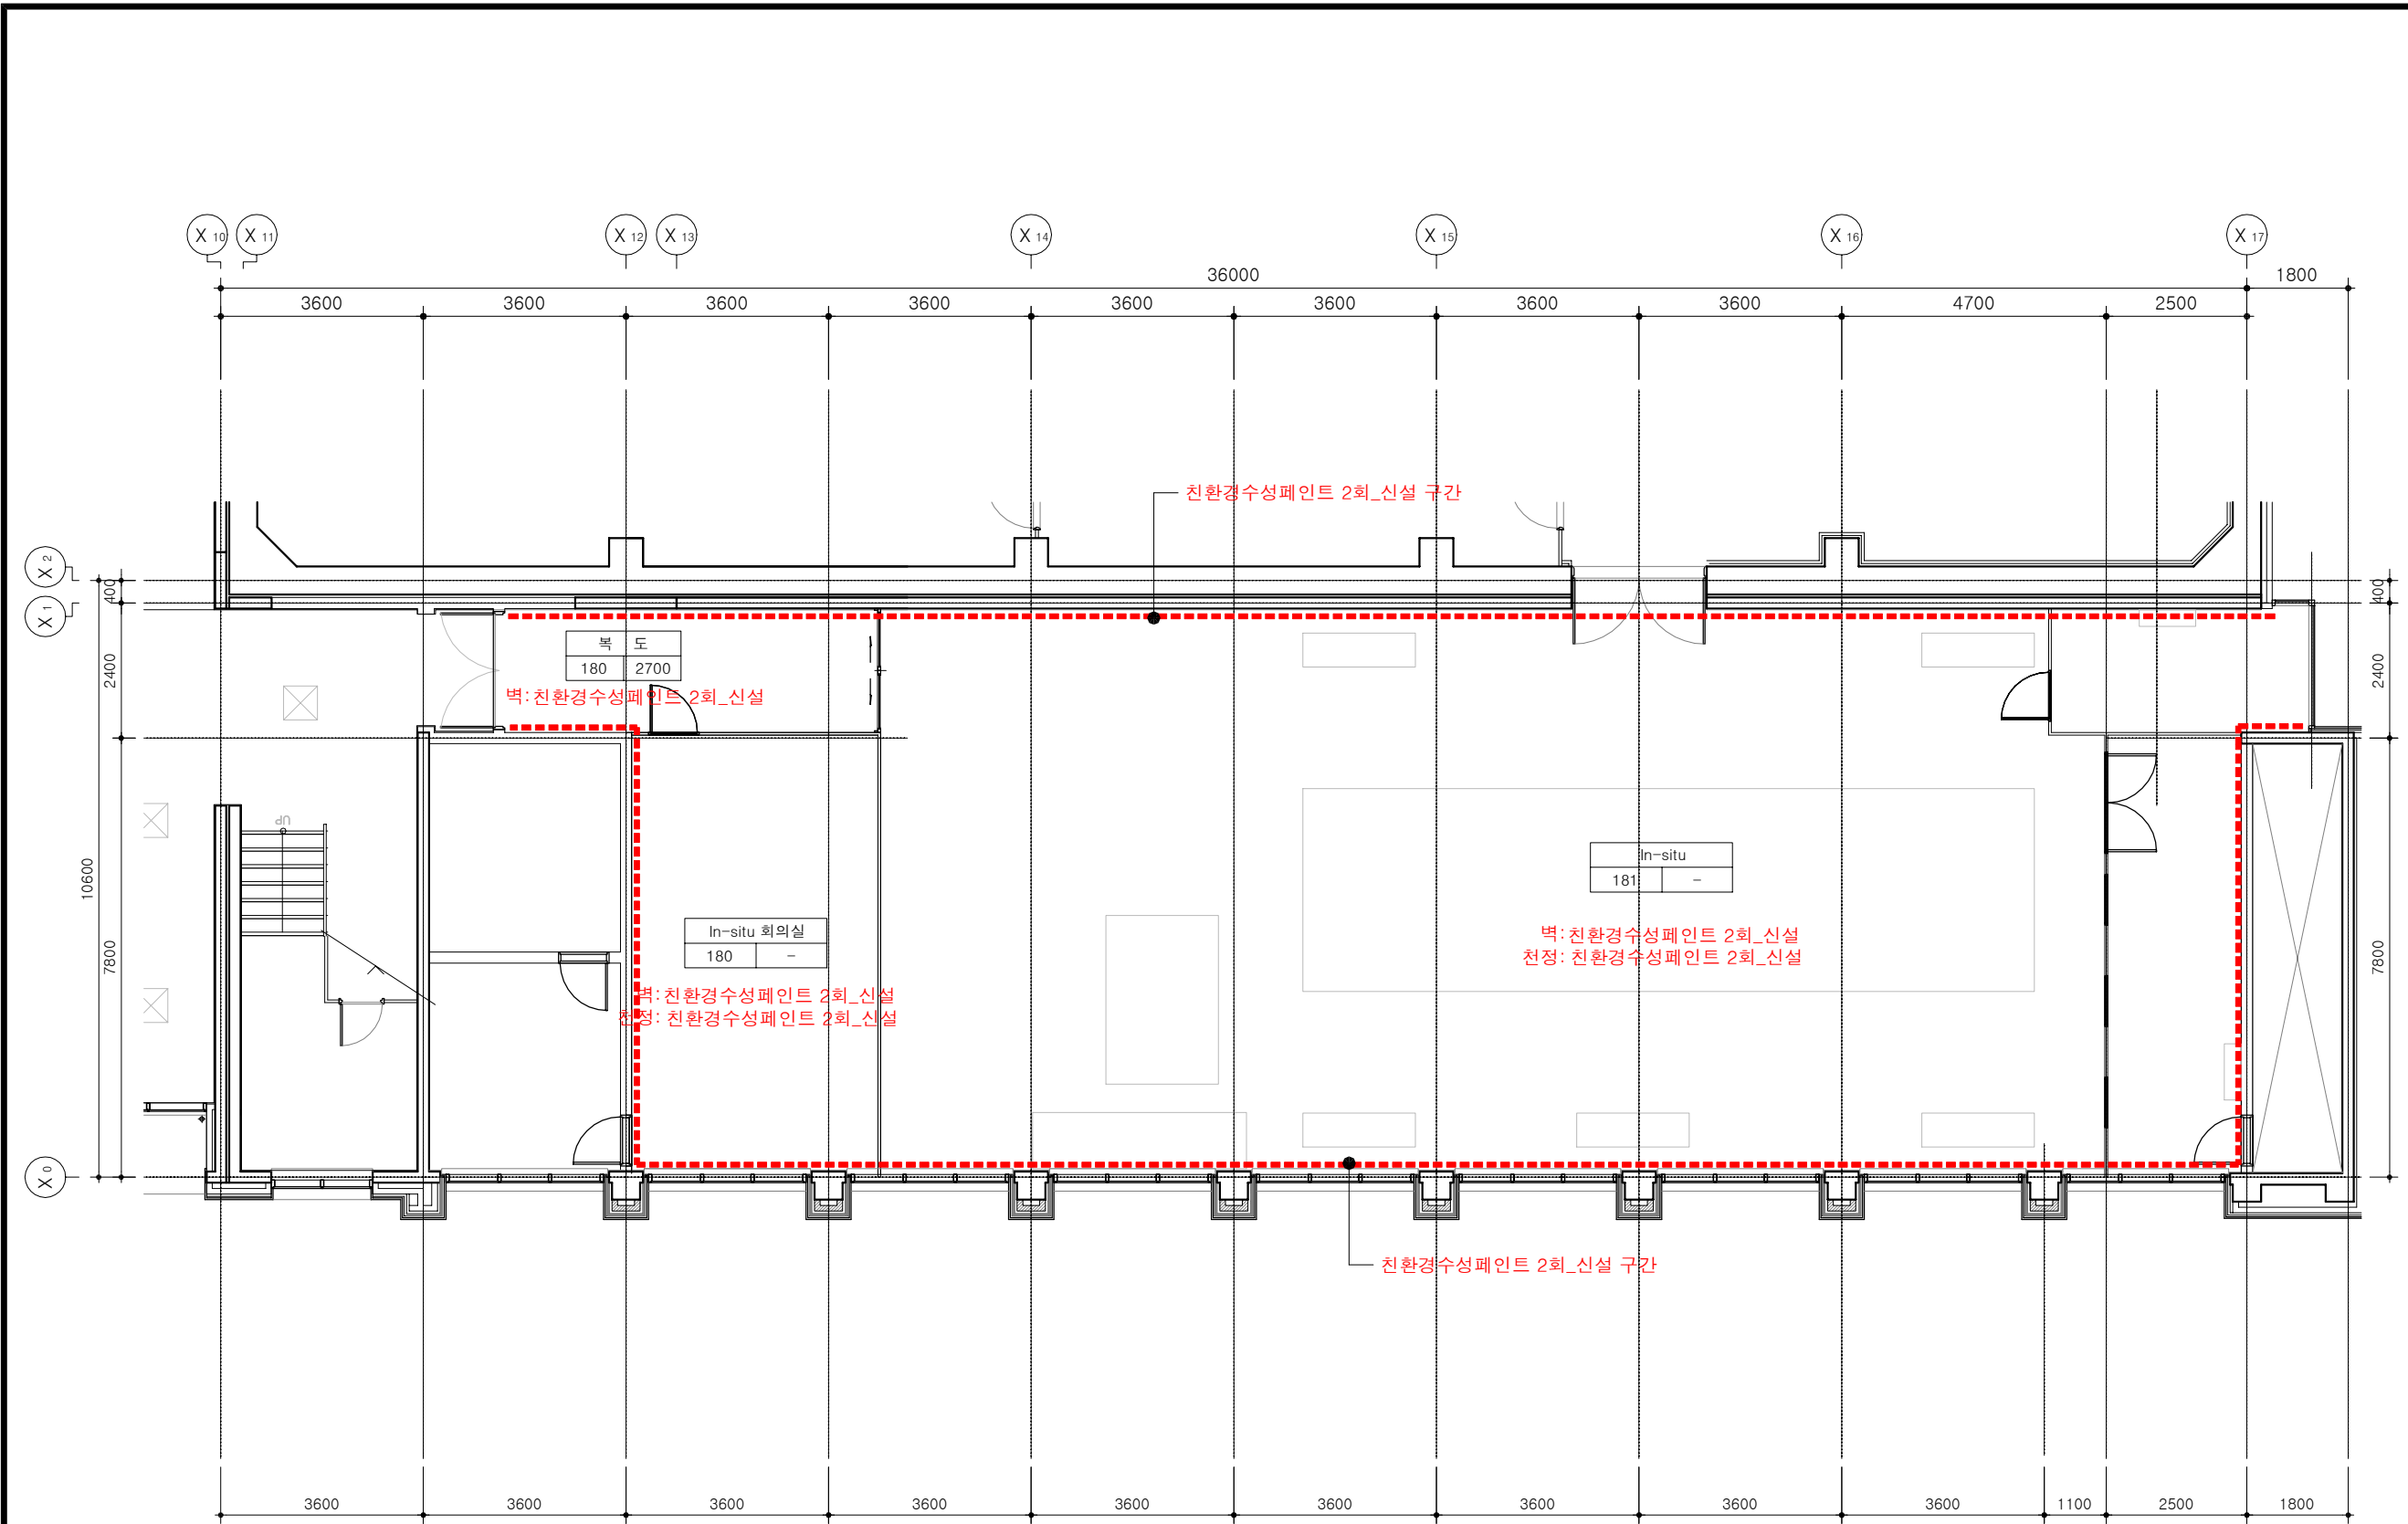 X 10 X 11 X 12 X 13 X 14 X 15 X 16 X 17
36000 1800
3600 3600 3600 3600 3600 3600 3600 3600 4700 2500
친환경수성페인트 2회_신설 구간
X 2
400 400
X 1
복 도
180 2700
2400 2400
벽:친환경수성페인트 2회_신설
UP
10600
In-situ
181 -
In-situ 회의실
180 -
7800 7800
벽:친환경수성페인트 2회_신설
천정: 친환경수성페인트 2회_신설
벽:친환경수성페인트 2회_신설
천정: 친환경수성페인트 2회_신설
X 0
친환경수성페인트 2회_신설 구간
3600 3600 3600 3600 3600 3600 3600 3600 3600 1100 2500 1800